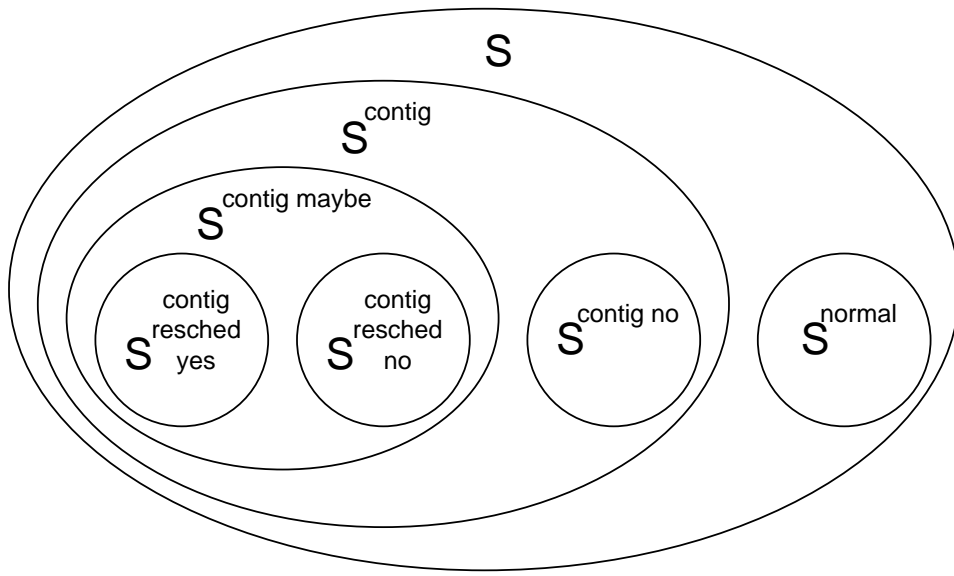 S
S contig
S contig maybe
S contig resched yes
S contig resched no
S contig no
S normal